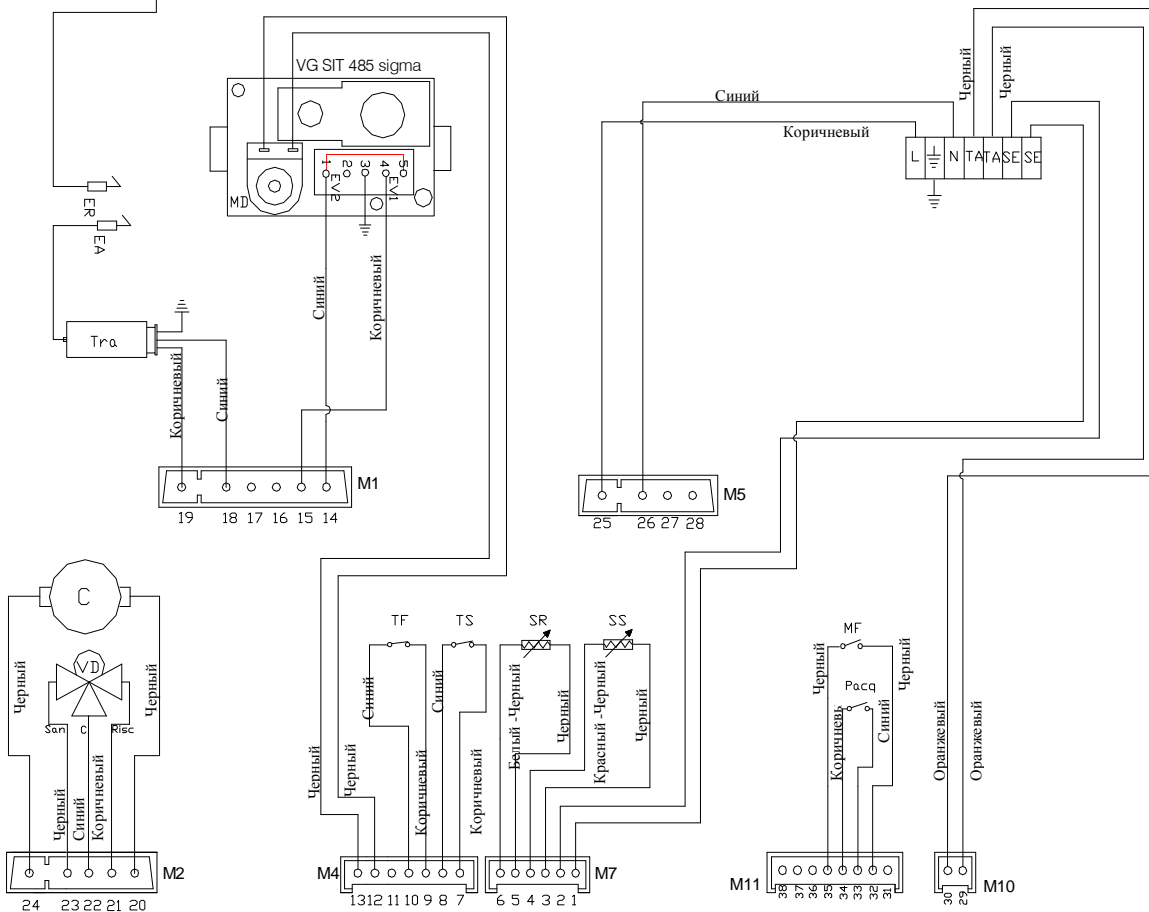 VG SIT 485 sigma
MD
1 2 3 4 5
EV2 EV1
ER
EA
Tra
Синий
Коричневый
Коричневый
Синий
19 18 17 16 15 14
M1
Синий
Коричневый
Черный
Черный
L N TA TA SE SE
25 26 27 28
M5
C
VD
San C Risc
Черный
Черный
Черный
Синий
Коричневый
24 23 22 21 20
M2
TF TS SR SS
Синий
Синий
Белый -Черный
Черный
Красный -Черный
Черный
Черный
Черный
Коричневый
Коричневый
M4
13 12 11 10 9 8 7
6 5 4 3 2 1
M7
MF
Pacq
Черный
Черный
Коричневь
Синий
M11
38 37 36 35 34 33 32 31
Оранжевый
Оранжевый
30 29
M10